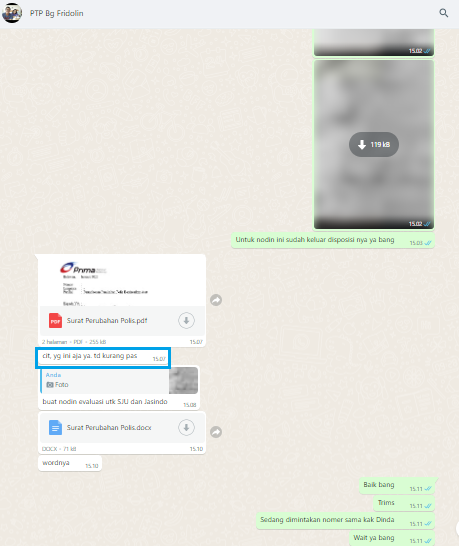 PTP Bg Fridolin
15.02
119 kB
15.02
Untuk nodin ini sudah keluar disposisi nya ya bang
15.03
Prima
Surat Perubahan Polis.pdf
2 halaman • PDF • 255 kB
15.07
cit, yg ini aja ya. td kurang pas
15.07
Anda
Foto
buat nodin evaluasi utk SJU dan Jasindo
15.08
Surat Perubahan Polis.docx
DOCX • 71 kB
15.10
wordnya
15.10
Baik bang
15.11
Trims
15.11
Sedang dimintakan nomer sama kak Dinda
15.11
Wait ya bang
15.11